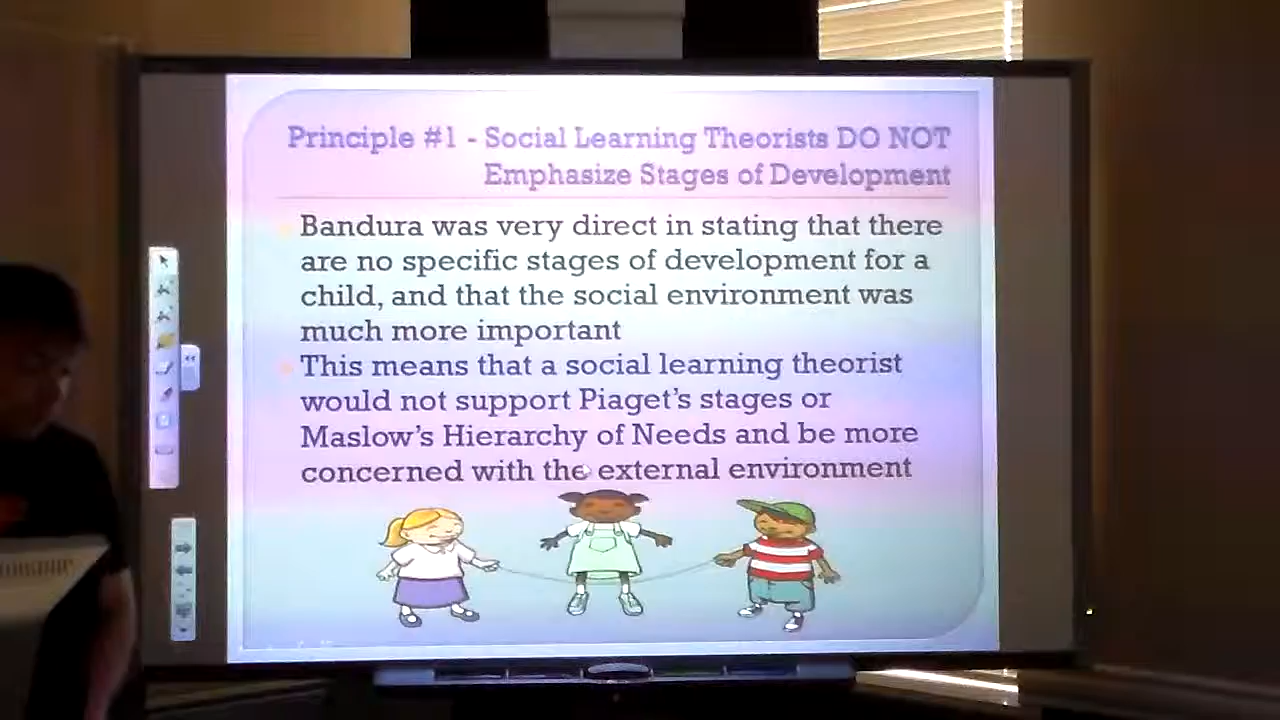 Principle #1 - Social Learning Theorists DO NOT
Emphasize Stages of Development
Bandura was very direct in stating that there
are no specific stages of development for a
child, and that the social environment was
much more important
This means that a social learning theorist
would not support Piaget's stages or
Maslow's Hierarchy of Needs and be more
concerned with the external environment